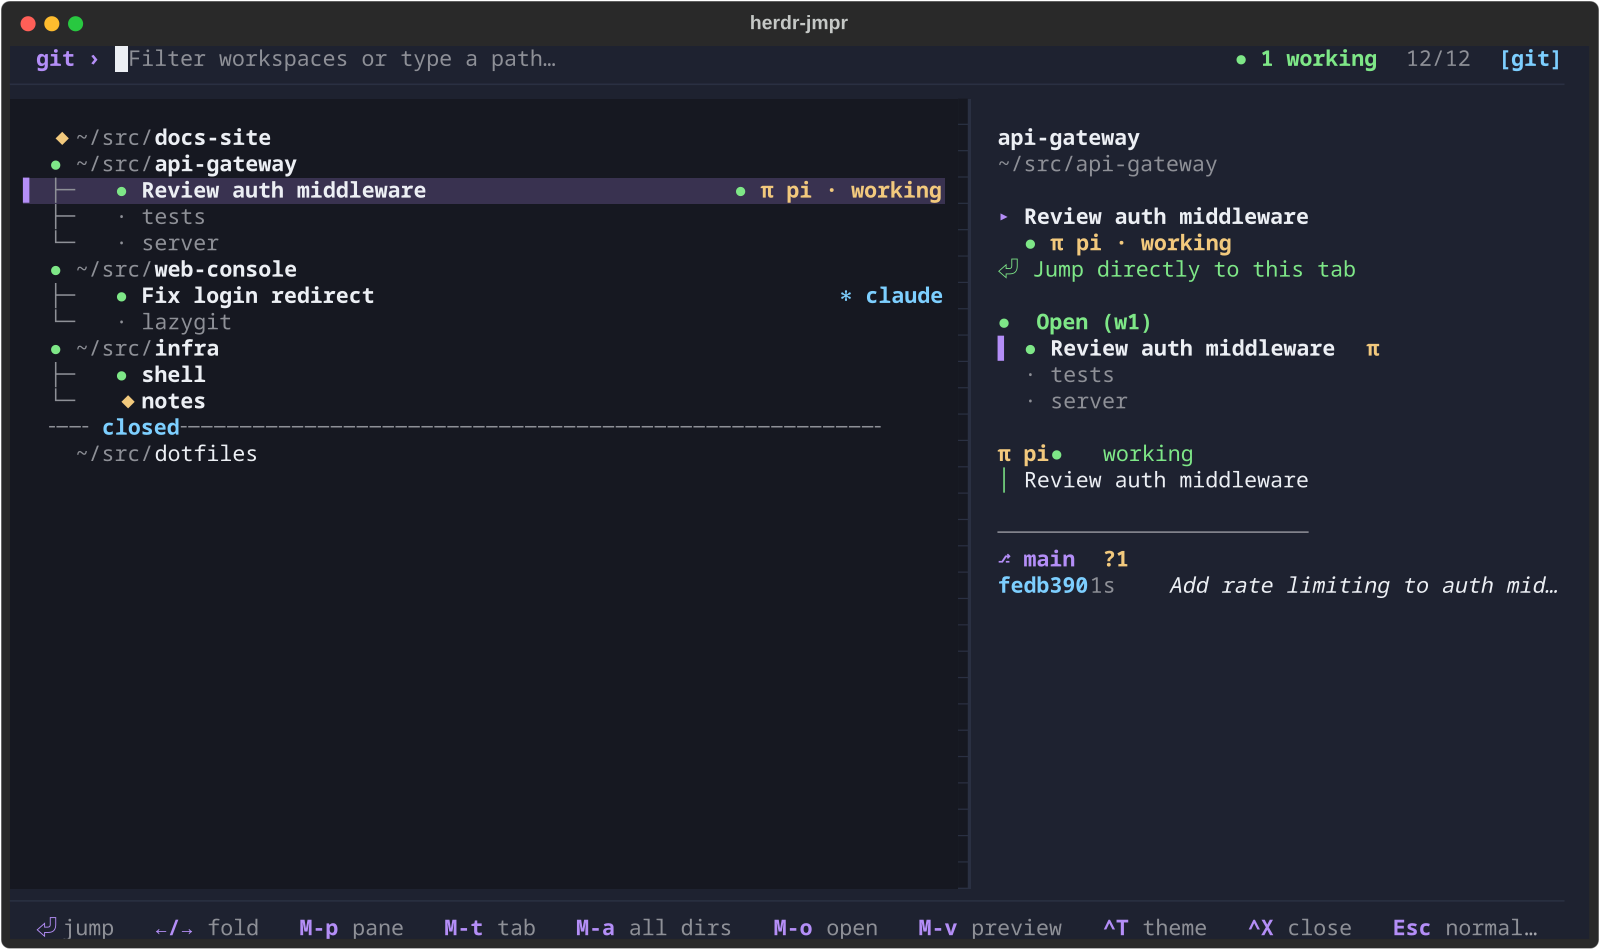 herdr-jmpr
git › Filter workspaces or type a path… ● 1 working 12/12 [git]
◆ ~/src/docs-site
● ~/src/api-gateway
├─ ● Review auth middleware ● π pi · working
├─ · tests
└─ · server
● ~/src/web-console
├─ ● Fix login redirect * claude
└─ · lazygit
● ~/src/infra
├─ ● shell
└─ ◆ notes
---- closed
~/src/dotfiles
api-gateway
~/src/api-gateway
▸ Review auth middleware
● π pi · working
⏎ Jump directly to this tab
● Open (w1)
● Review auth middleware π
· tests
· server
π pi● working
│ Review auth middleware
⎇ main ?1
fedb390 1s Add rate limiting to auth mid…
⏎ jump ←/→ fold M-p pane M-t tab M-a all dirs M-o open M-v preview ^T theme ^X close Esc normal…